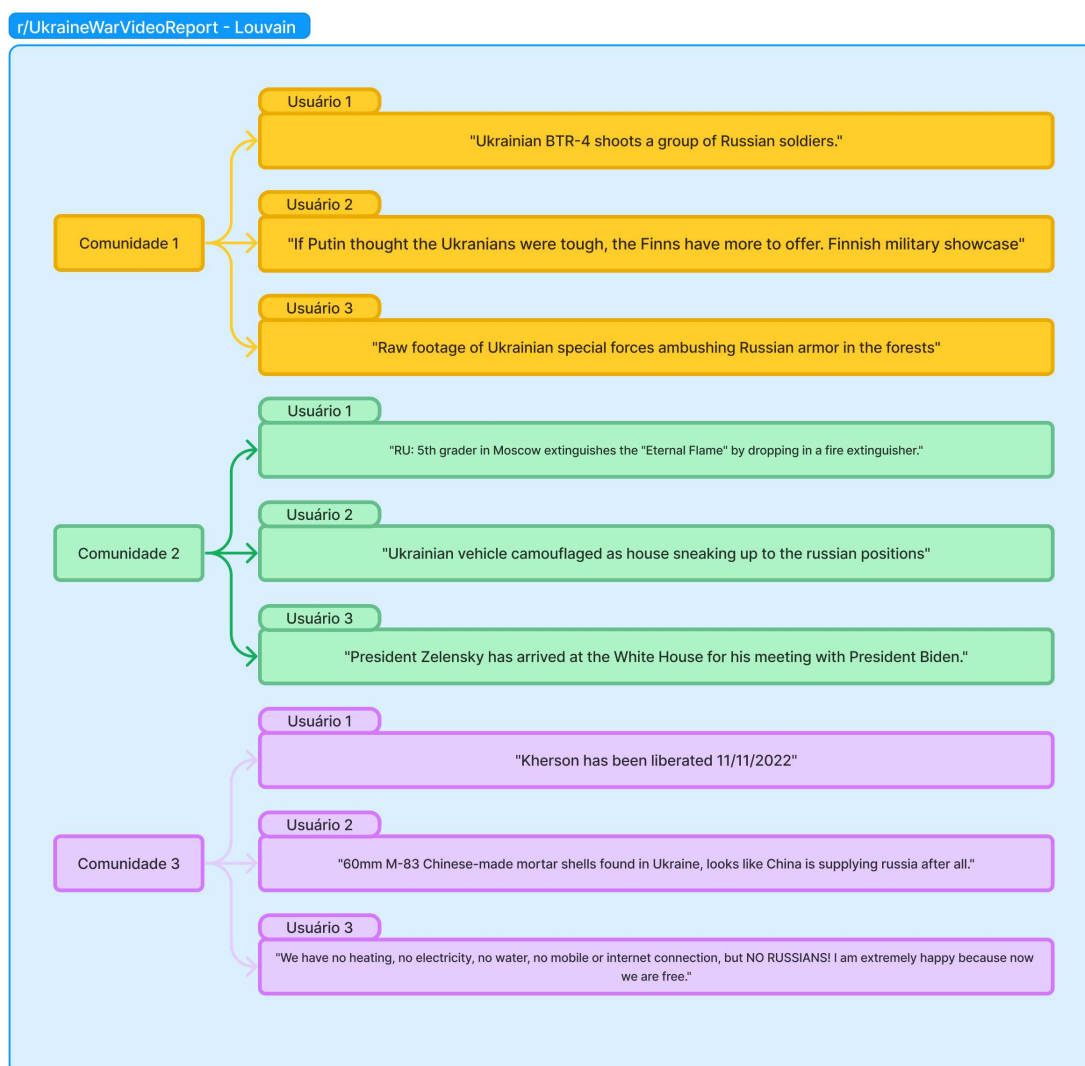 r/UkraineWarVideoReport - Louvain
Usuário 1
"Ukrainian BTR-4 shoots a group of Russian soldiers."
Usuário 2
Comunidade 1
"If Putin thought the Ukranians were tough, the Finns have more to offer. Finnish military showcase"
Usuário 3
"Raw footage of Ukrainian special forces ambushing Russian armor in the forests"
Usuário 1
"RU: 5th grader in Moscow extinguishes the "Eternal Flame" by dropping in a fire extinguisher."
Usuário 2
Comunidade 2
"Ukrainian vehicle camouflaged as house sneaking up to the russian positions"
Usuário 3
"President Zelensky has arrived at the White House for his meeting with President Biden."
Usuário 1
"Kherson has been liberated 11/11/2022"
Usuário 2
Comunidade 3
"60mm M-83 Chinese-made mortar shells found in Ukraine, looks like China is supplying russia after all."
Usuário 3
"We have no heating, no electricity, no water, no mobile or internet connection, but NO RUSSIANS! I am extremely happy because now
we are free."